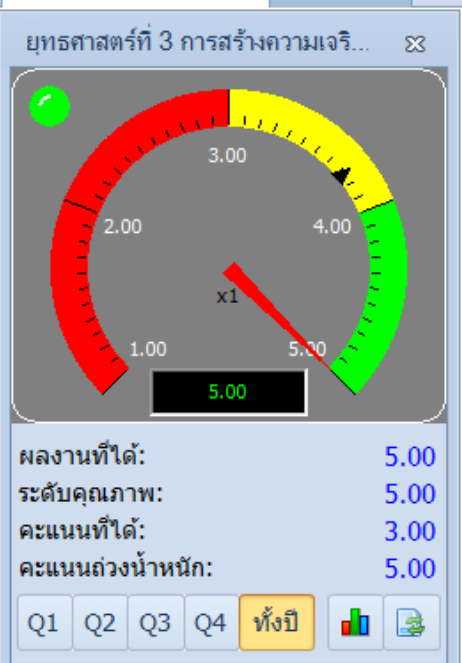 ยุทธศาสตร์ที่ 3 การสร้างความเจริ...
3.00
2.00 4.00
x1
1.00 5.00
5.00
ผลงานที่ได้: 5.00
ระดับคุณภาพ: 5.00
คะแนนที่ได้: 3.00
คะแนนถ่วงน้ำหนัก: 5.00
Q1 Q2 Q3 Q4 ทั้งปี